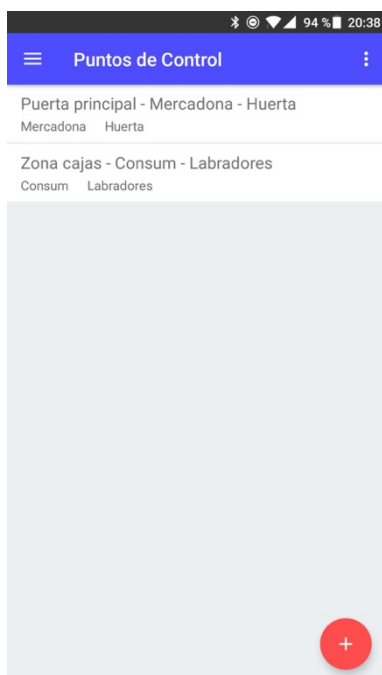 94 % 20:38
Puntos de Control
Puerta principal - Mercadona - Huerta
Mercadona Huerta
Zona cajas - Consum - Labradores
Consum Labradores
+